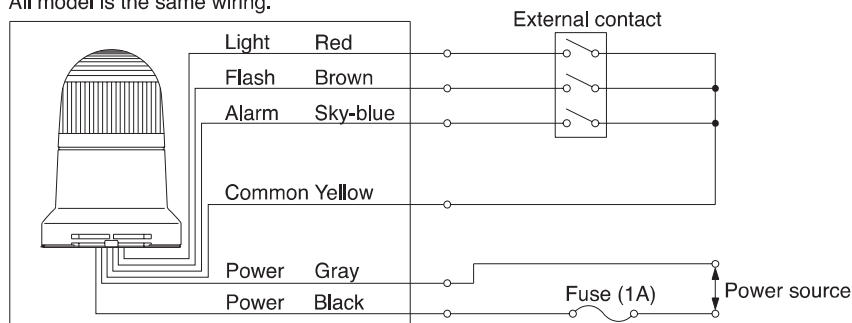 All model is the same wiring.
External contact
Light Red
Flash Brown
Alarm Sky-blue
Common Yellow
Power Gray
Power Black
Fuse (1A)
Power source